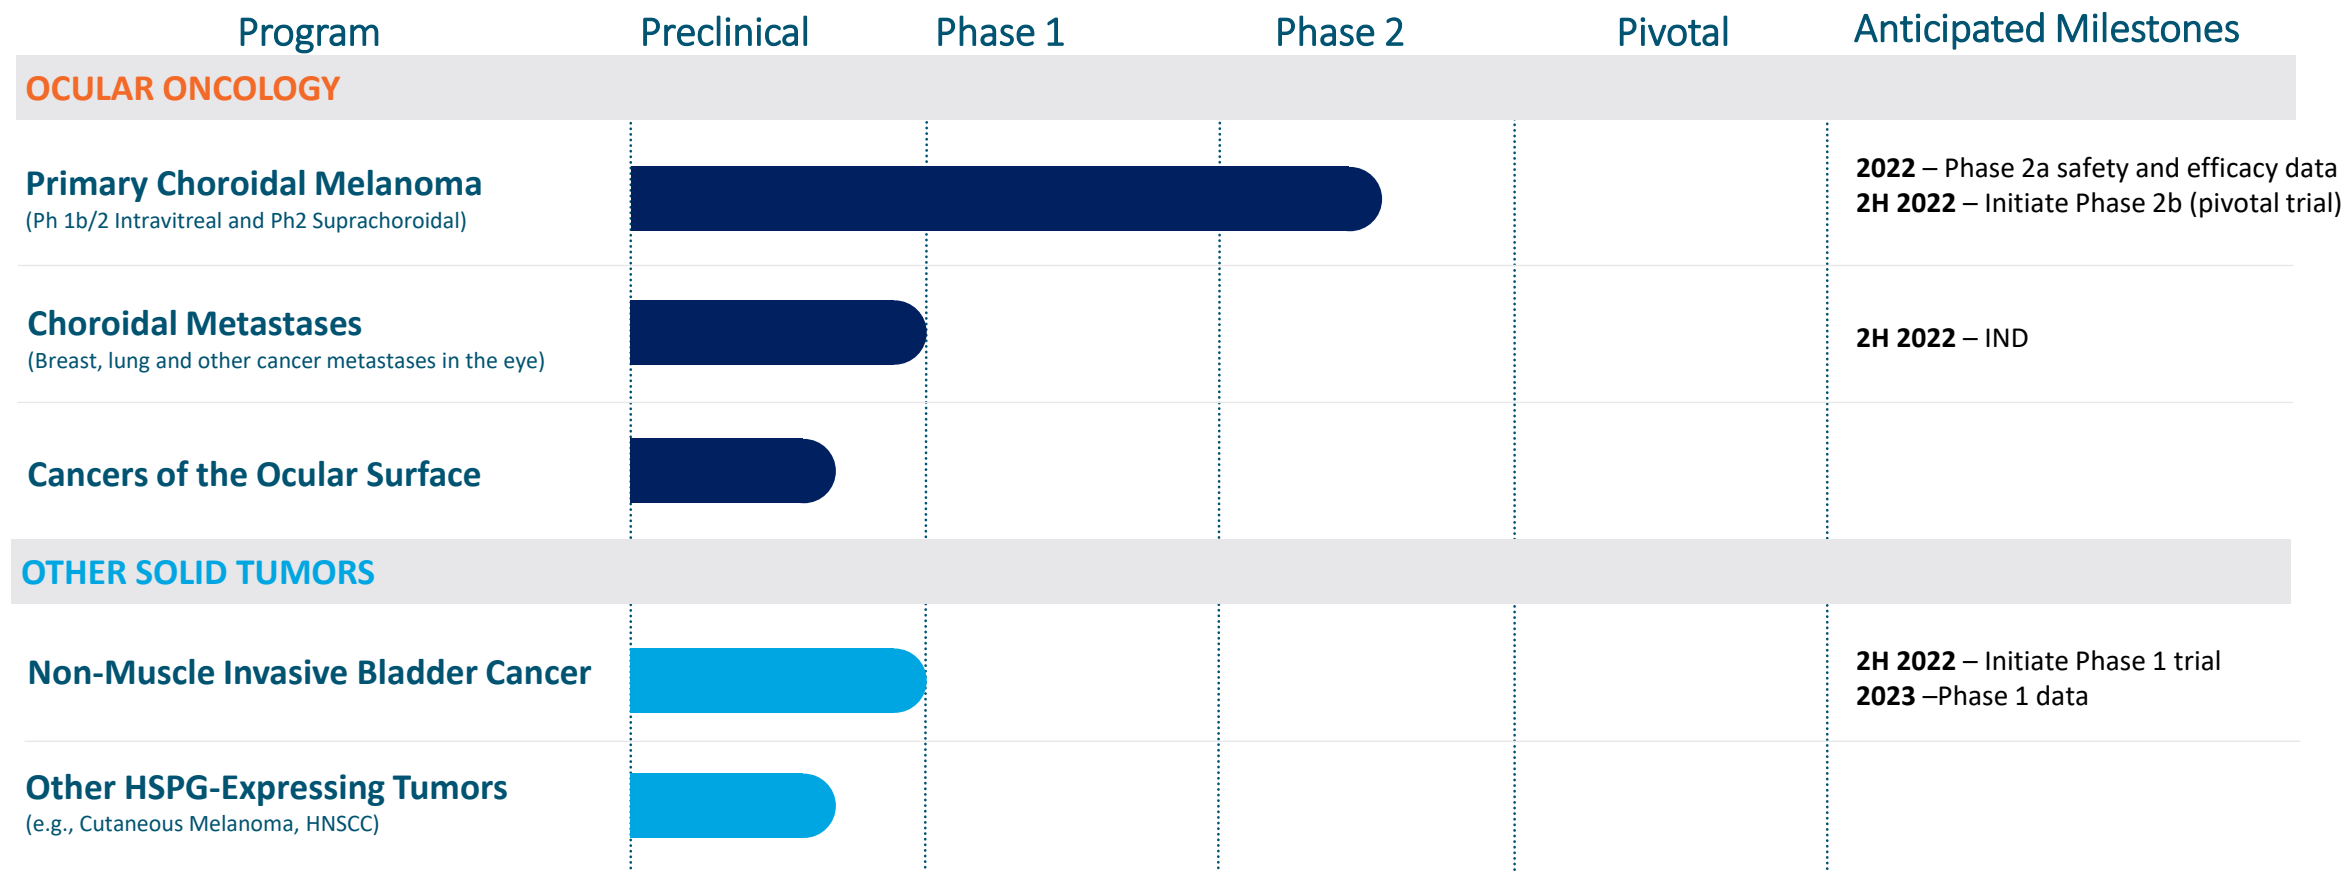 Program Preclinical Phase 1 Phase 2 Pivotal Anticipated Milestones
OCULAR ONCOLOGY
Primary Choroidal Melanoma
(Ph 1b/2 Intravitreal and Ph2 Suprachoroidal)
2022 – Phase 2a safety and efficacy data
2H 2022 – Initiate Phase 2b (pivotal trial)
Choroidal Metastases
(Breast, lung and other cancer metastases in the eye)
2H 2022 – IND
Cancers of the Ocular Surface
OTHER SOLID TUMORS
Non-Muscle Invasive Bladder Cancer
2H 2022 – Initiate Phase 1 trial
2023 –Phase 1 data
Other HSPG-Expressing Tumors
(e.g., Cutaneous Melanoma, HNSCC)